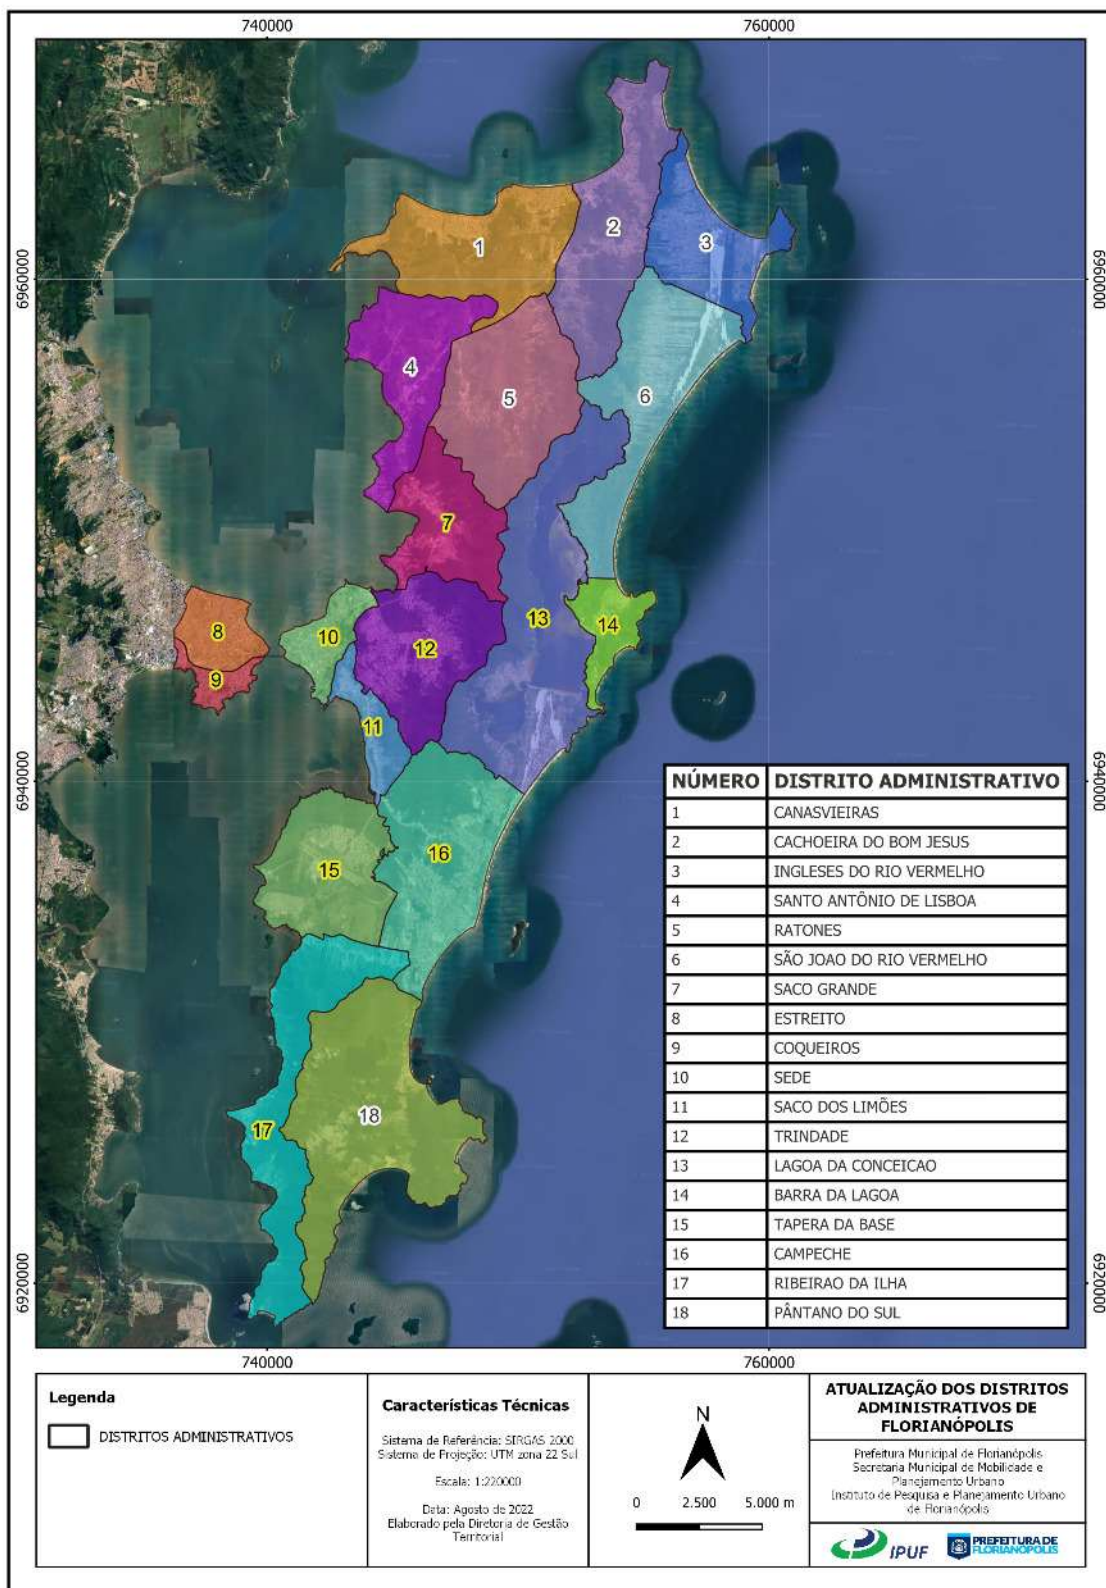 740000
760000
6960000
6960000
1
2
3
4
5
6
7
8
9
10
11
12
13
14
15
16
17
18
6940000
6940000
6920000
6920000
NÚMERO DISTRITO ADMINISTRATIVO
1 CANASVIEIRAS
2 CACHOEIRA DO BOM JESUS
3 INGLESES DO RIO VERMELHO
4 SANTO ANTÔNIO DE LISBOA
5 RATONES
6 SÃO JOAO DO RIO VERMELHO
7 SACO GRANDE
8 ESTREITO
9 COQUEIROS
10 SEDE
11 SACO DOS LIMÕES
12 TRINDADE
13 LAGOA DA CONCEICAO
14 BARRA DA LAGOA
15 TAPERA DA BASE
16 CAMPECHE
17 RIBEIRAO DA ILHA
18 PÂNTANO DO SUL
740000
760000
Legenda
DISTRITOS ADMINISTRATIVOS
Características Técnicas
Sistema de Referência: SIRGAS 2000
Sistema de Projeção: UTM zona 22 Sul
Escala: 1:220000
Data: Agosto de 2022
Elaborado pela Diretoria de Gestão
Territorial
N
0 2.500 5.000 m
ATUALIZAÇÃO DOS DISTRITOS
ADMINISTRATIVOS DE
FLORIANÓPOLIS
Prefeitura Municipal de Florianópolis
Secretaria Municipal de Mobilidade e
Planejamento Urbano
Instituto de Pesquisa e Planejamento Urbano
de Florianópolis
IPUF
PREFEITURA DE
FLORIANÓPOLIS